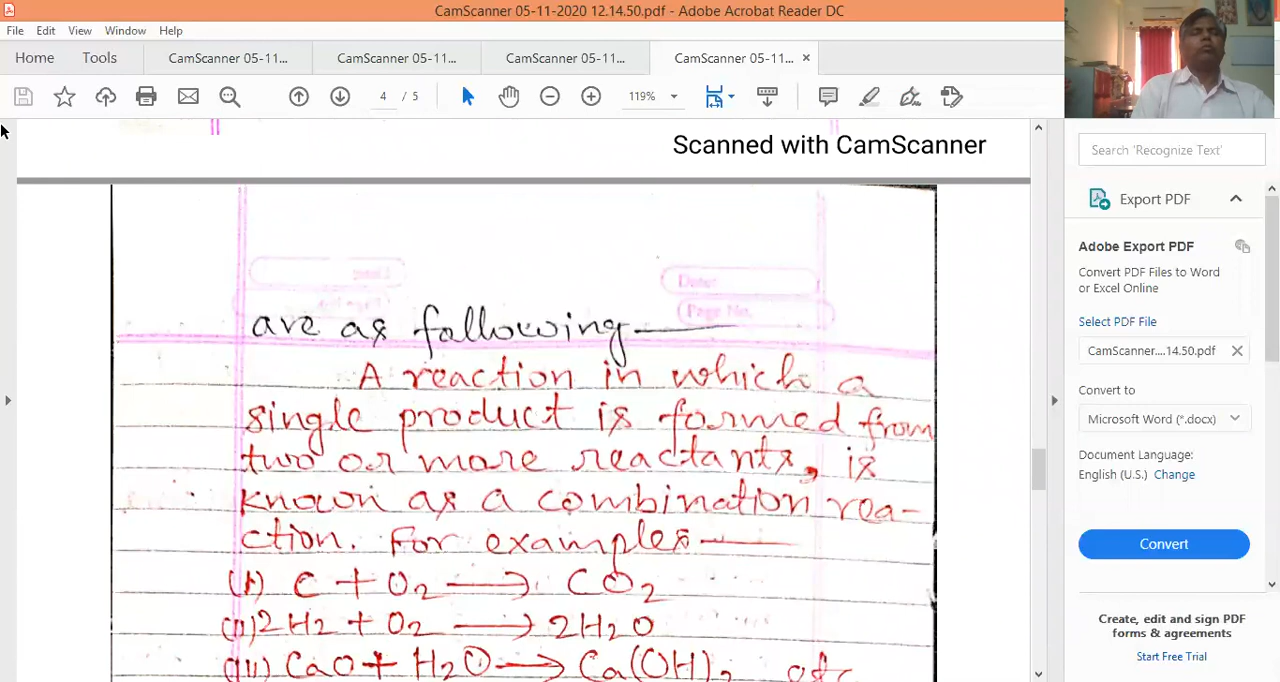 CamScanner 05-11-2020 12.14.50.pdf - Adobe Acrobat Reader DC
File Edit View Window Help
Home Tools CamScanner 05-11... CamScanner 05-11... CamScanner 05-11... CamScanner 05-11... ×
4 / 5 119%
Scanned with CamScanner
Date:
Page No.
are as following
A reaction in which a
single product is formed from
two or more reactants, is
known as a combination rea-
ction. For examples
(i) C + O2 → CO2
(ii) 2H2 + O2 → 2H2O
(iii) CaO + H2O → Ca(OH)2 etc
Search 'Recognize Text'
Export PDF
Adobe Export PDF
Convert PDF Files to Word
or Excel Online
Select PDF File
CamScanner....14.50.pdf ×
Convert to
Microsoft Word (*.docx)
Document Language:
English (U.S.) Change
Convert
Create, edit and sign PDF
forms & agreements
Start Free Trial